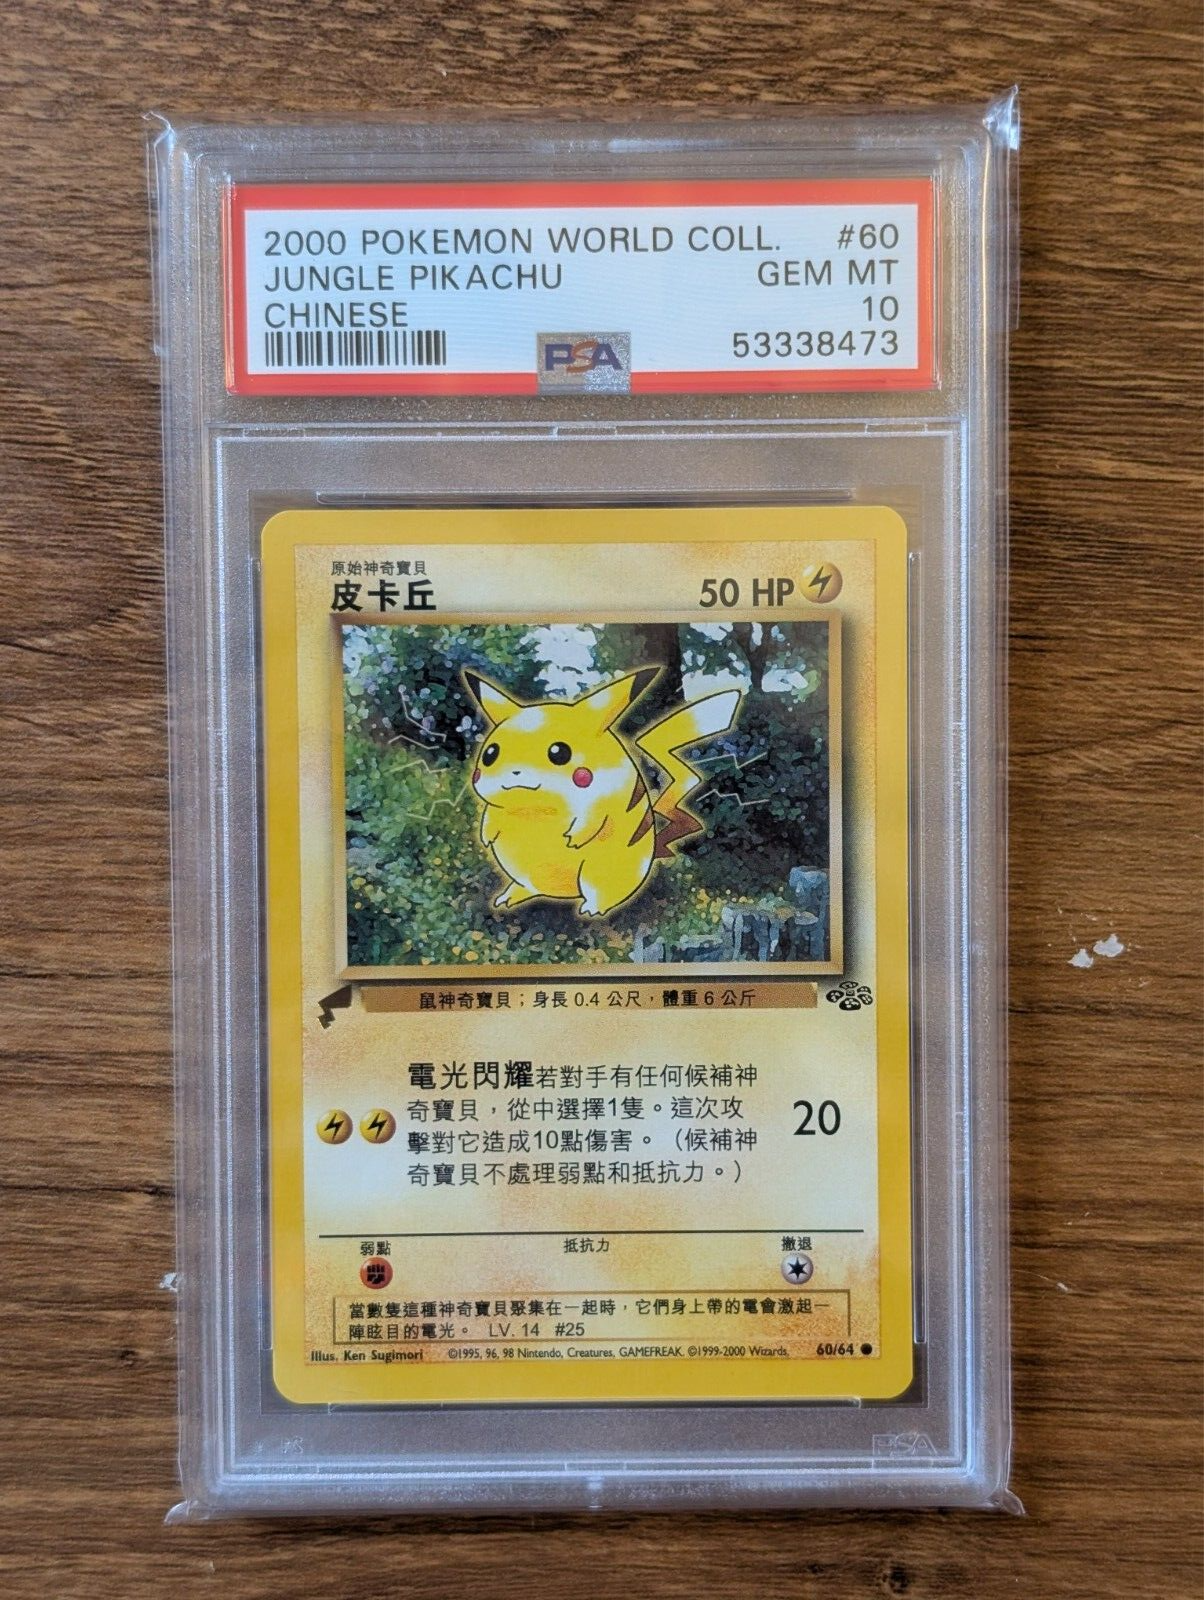 2000 POKEMON WORLD COLL. #60
JUNGLE PIKACHU GEM MT
CHINESE 10
PSA 53338473
原始神奇寶貝
皮卡丘 50 HP
鼠神奇寶貝；身長 0.4 公尺，體重 6 公斤
電光閃耀若對手有任何候補神
奇寶貝，從中選擇1隻。這次攻
擊對它造成10點傷害。（候補神
奇寶貝不處理弱點和抵抗力。）
20
弱點 抵抗力 撤退
當數隻這種神奇寶貝聚集在一起時，它們身上帶的電會激起一
陣眩目的電光。 LV. 14 #25
Illus. Ken Sugimori ©1995, 96, 98 Nintendo, Creatures, GAMEFREAK. ©1999-2000 Wizards. 60/64
PSA